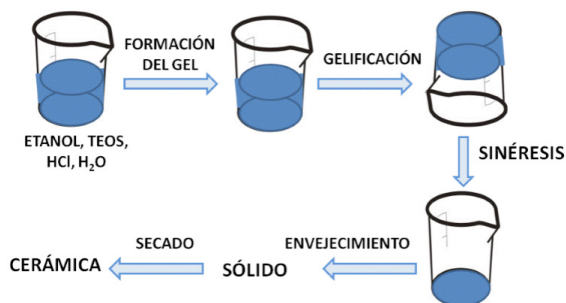 FORMACIÓN
DEL GEL
GELIFICACIÓN
ETANOL, TEOS,
HCl, H₂O
SINÉRESIS
ENVEJECIMIENTO
SÓLIDO
SECADO
CERÁMICA